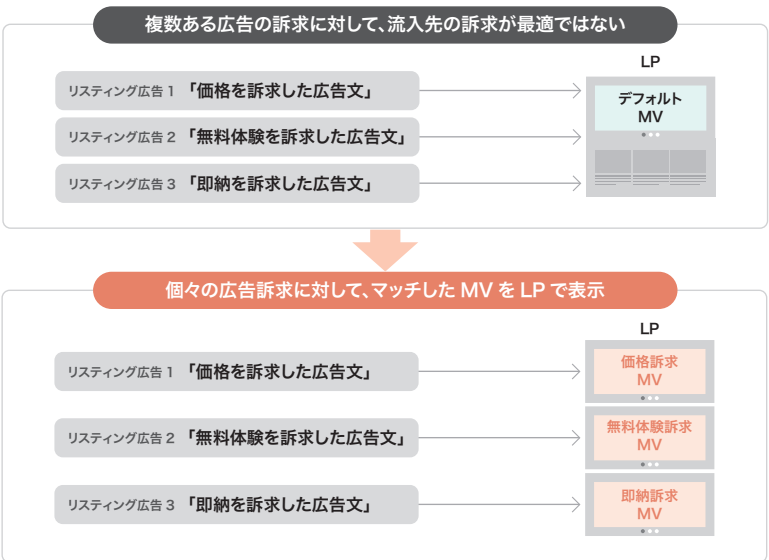 複数ある広告の訴求に対して、流入先の訴求が最適ではない
LP
リスティング広告 1 「価格を訴求した広告文」
デフォルト
MV
リスティング広告 2 「無料体験を訴求した広告文」
リスティング広告 3 「即納を訴求した広告文」
個々の広告訴求に対して、マッチした MV を LP で表示
LP
リスティング広告 1 「価格を訴求した広告文」
価格訴求
MV
リスティング広告 2 「無料体験を訴求した広告文」
無料体験訴求
MV
リスティング広告 3 「即納を訴求した広告文」
即納訴求
MV